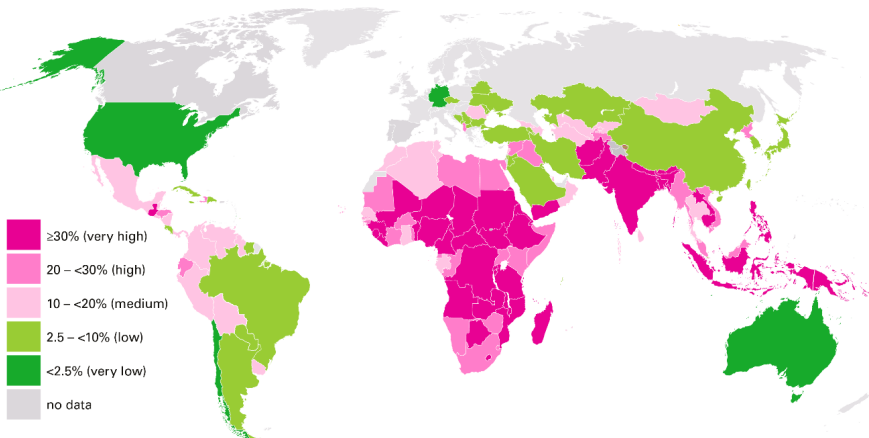 ≥30% (very high)
20 – <30% (high)
10 – <20% (medium)
2.5 – <10% (low)
<2.5% (very low)
no data